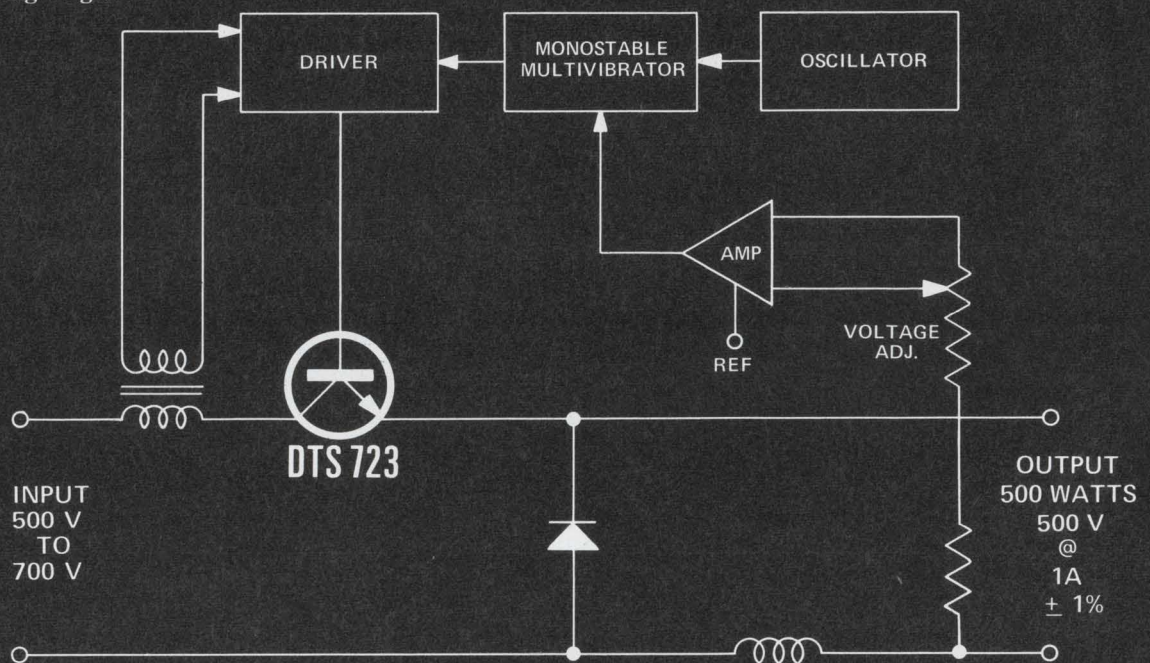 DRIVER
MONOSTABLE
MULTIVIBRATOR
OSCILLATOR
AMP
REF
VOLTAGE
ADJ.
DTS 723
INPUT
500 V
TO
700 V
OUTPUT
500 WATTS
500 V
@
1A
± 1%